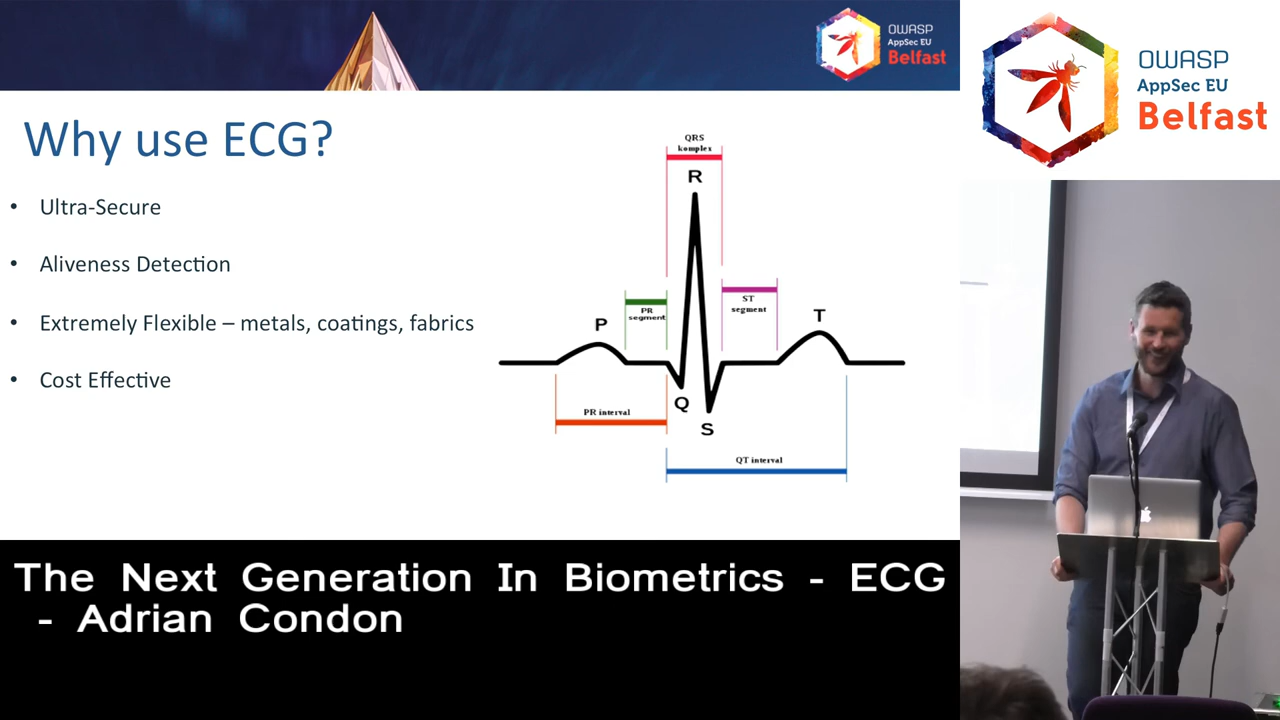 OWASP
AppSec EU
Belfast
OWASP
AppSec EU
Belfast
Why use ECG?
• Ultra-Secure
• Aliveness Detection
• Extremely Flexible – metals, coatings, fabrics
• Cost Effective
QRS
komplex
R
PR
segment
ST
segment
P
T
Q
S
PR interval
QT interval
The Next Generation In Biometrics - ECG
- Adrian Condon